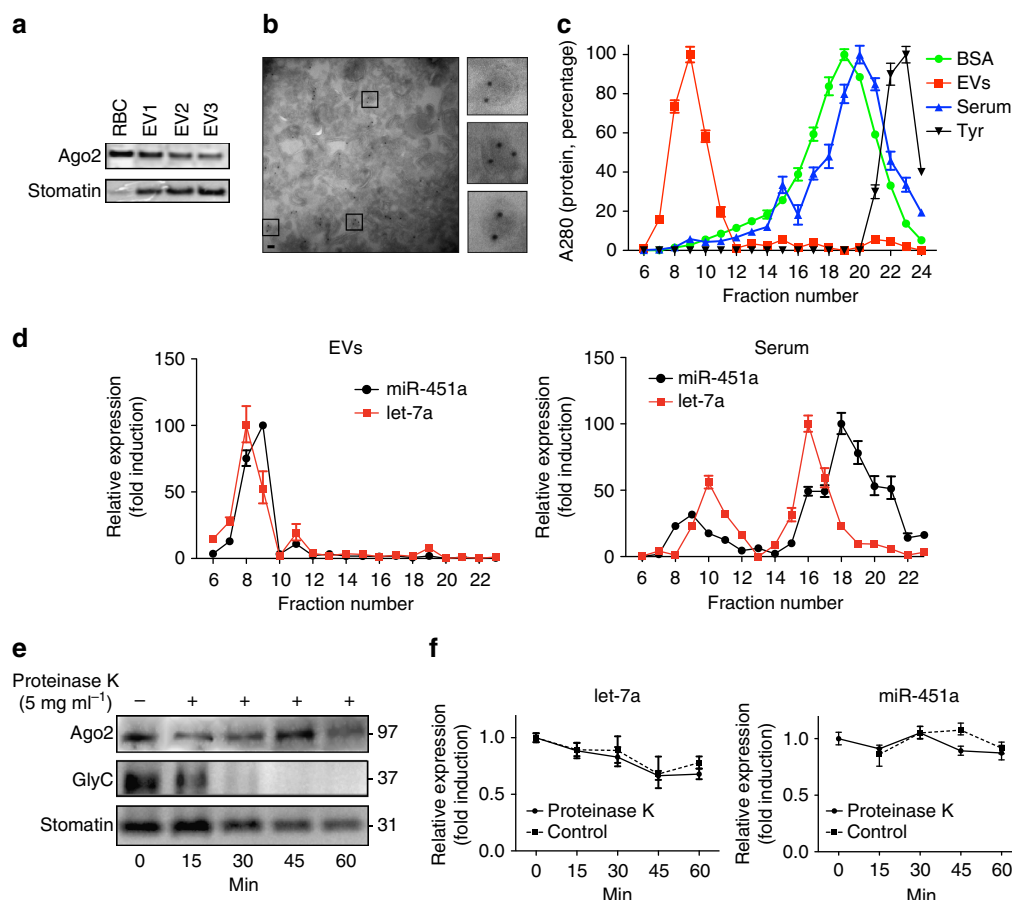 a
RBC
EV1
EV2
EV3
Ago2
Stomatin
b
c
A280 (protein, percentage)
100
80
60
40
20
0
6 8 10 12 14 16 18 20 22 24
Fraction number
BSA
EVs
Serum
Tyr
d
EVs
Relative expression
(fold induction)
150
100
50
0
miR-451a
let-7a
6 8 10 12 14 16 18 20 22
Fraction number
Serum
Relative expression
(fold induction)
150
100
50
0
miR-451a
let-7a
6 8 10 12 14 16 18 20 22
Fraction number
e
Proteinase K
(5 mg ml⁻¹) – + + + +
Ago2 97
GlyC 37
Stomatin 31
0 15 30 45 60
Min
f
let-7a
Relative expression
(fold induction)
1.0
0.5
1.0
Proteinase K
Control
0 15 30 45 60
Min
miR-451a
Relative expression
(fold induction)
1.0
0.5
1.0
Proteinase K
Control
0 15 30 45 60
Min